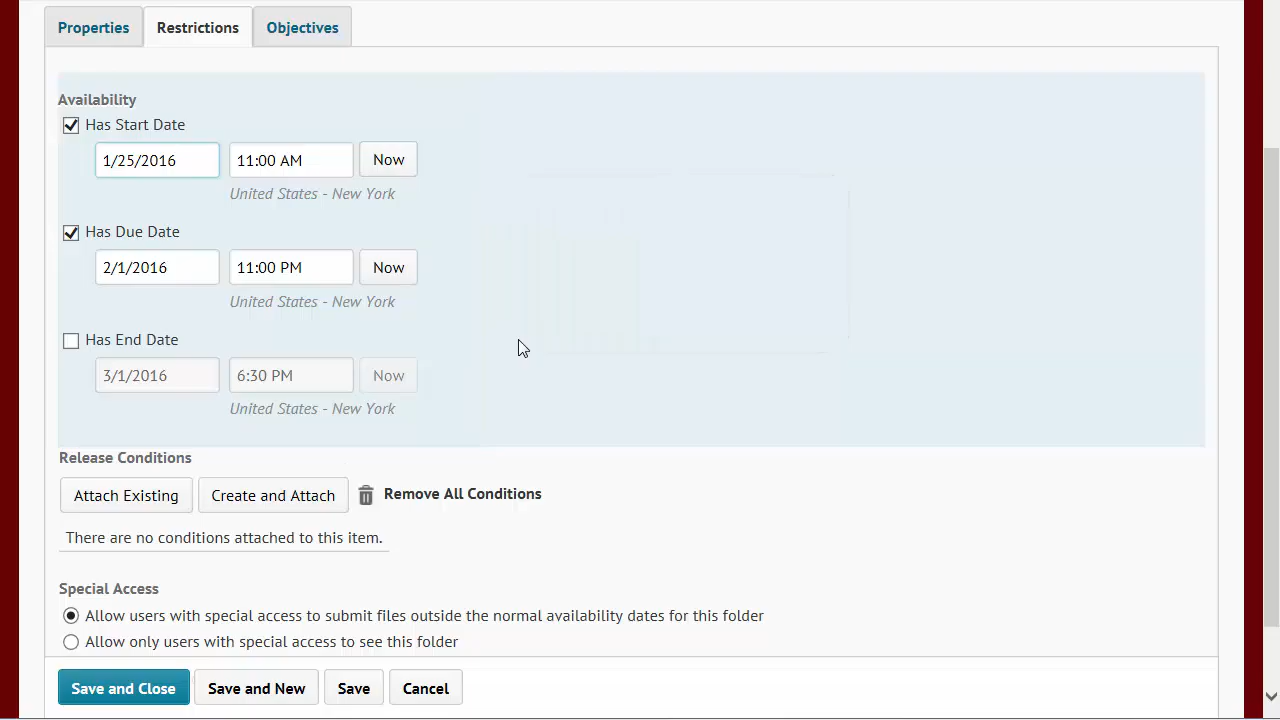 Properties Restrictions Objectives
Availability
Has Start Date
1/25/2016 11:00 AM Now
United States - New York
Has Due Date
2/1/2016 11:00 PM Now
United States - New York
Has End Date
3/1/2016 6:30 PM Now
United States - New York
Release Conditions
Attach Existing Create and Attach Remove All Conditions
There are no conditions attached to this item.
Special Access
Allow users with special access to submit files outside the normal availability dates for this folder
Allow only users with special access to see this folder
Save and Close Save and New Save Cancel